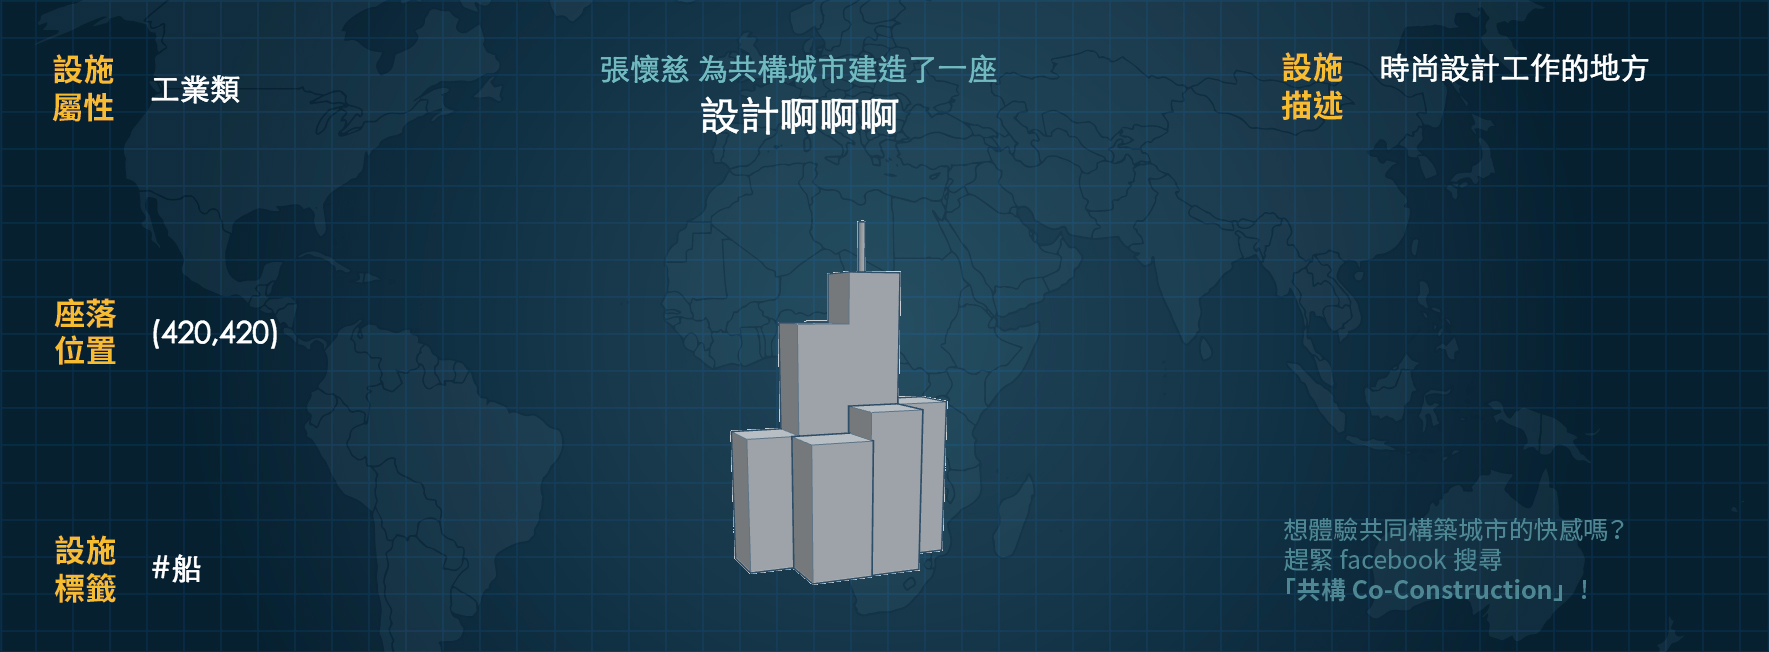 設施
屬性
工業類
張懷慈 為共構城市建造了一座
設計啊啊啊
設施
描述
時尚設計工作的地方
座落
位置
(420,420)
設施
標籤
#船
想體驗共同構築城市的快感嗎？
趕緊 facebook 搜尋
「共構 Co-Construction」！